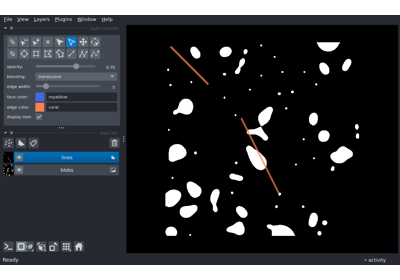 File View Layers Plugins Window Help
opacity: 0.70
blending: translucent
edge width: 5
face color: royalblue
edge color: coral
display text: ✓
lines
blobs
Ready activity